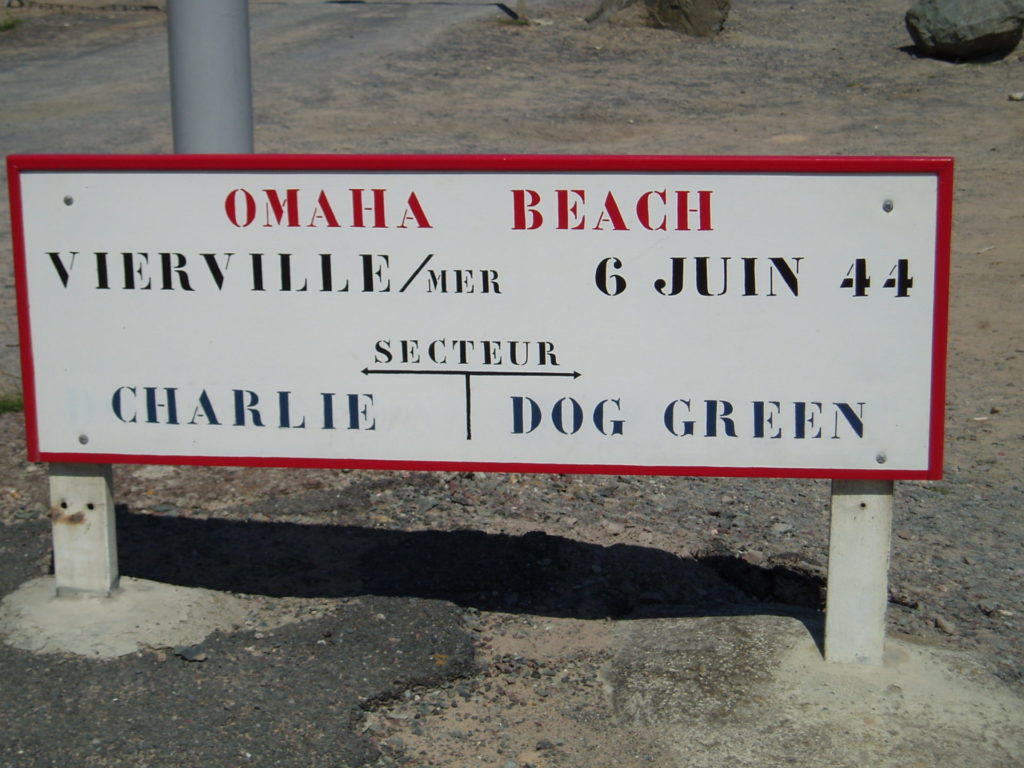 OMAHA BEACH
VIERVILLE/MER 6 JUIN 44
SECTEUR
CHARLIE DOG GREEN